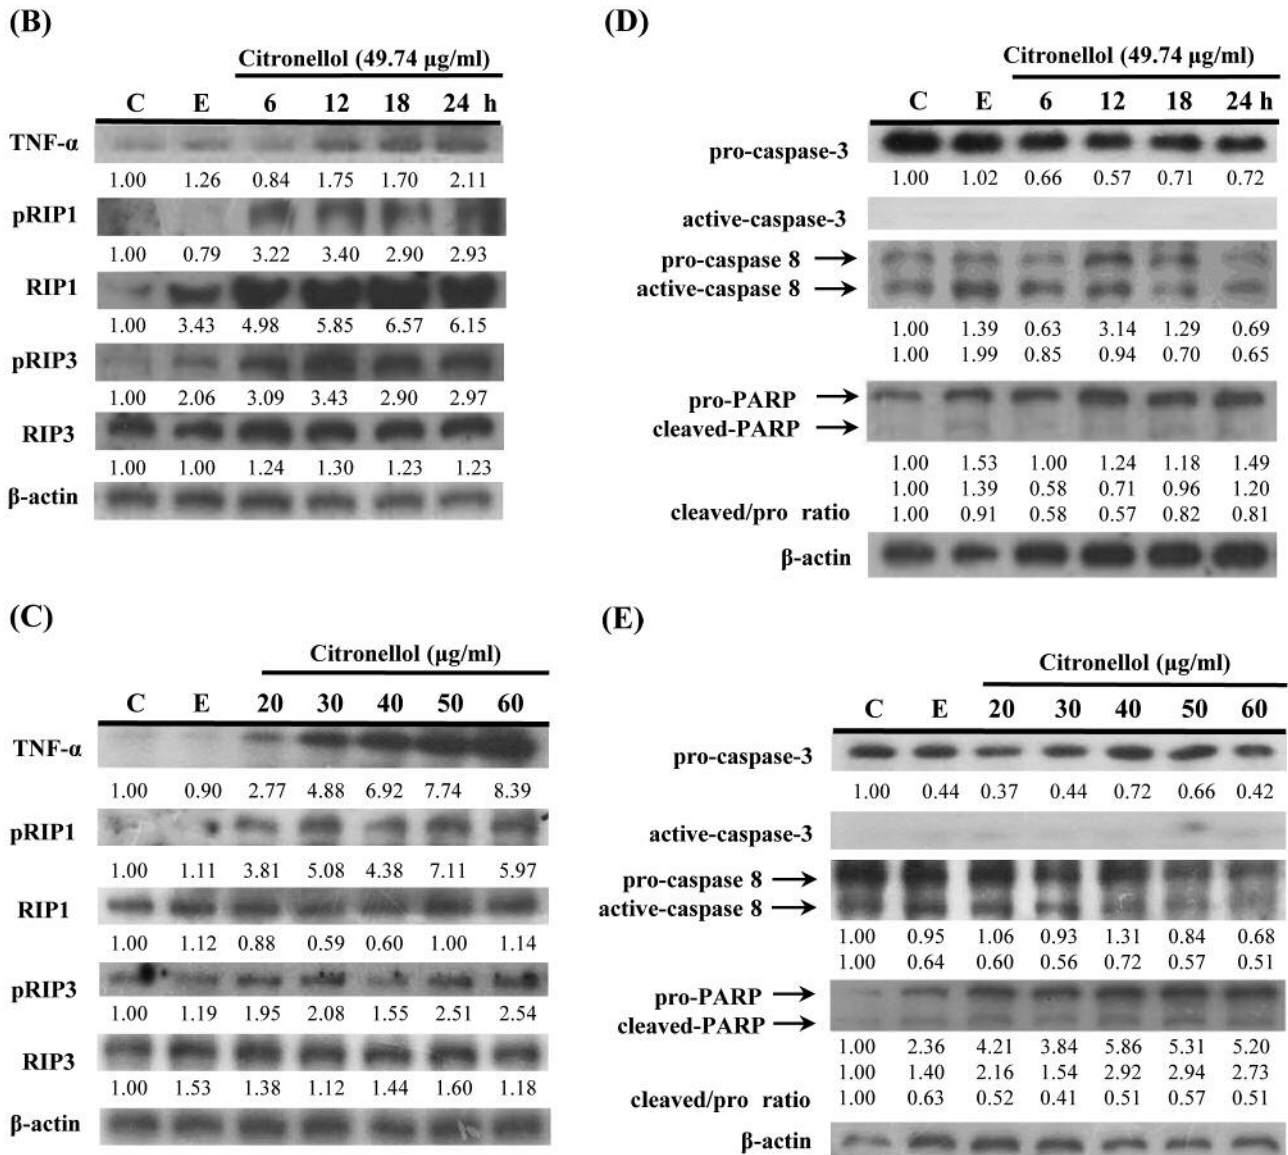 (B)
Citronellol (49.74 µg/ml)
C E 6 12 18 24 h
TNF-α
1.00 1.26 0.84 1.75 1.70 2.11
pRIP1
1.00 0.79 3.22 3.40 2.90 2.93
RIP1
1.00 3.43 4.98 5.85 6.57 6.15
pRIP3
1.00 2.06 3.09 3.43 2.90 2.97
RIP3
1.00 1.00 1.24 1.30 1.23 1.23
β-actin
(D)
Citronellol (49.74 µg/ml)
C E 6 12 18 24 h
pro-caspase-3
1.00 1.02 0.66 0.57 0.71 0.72
active-caspase-3
pro-caspase 8
active-caspase 8
1.00 1.39 0.63 3.14 1.29 0.69
1.00 1.99 0.85 0.94 0.70 0.65
pro-PARP
cleaved-PARP
1.00 1.53 1.00 1.24 1.18 1.49
1.00 1.39 0.58 0.71 0.96 1.20
cleaved/pro ratio 1.00 0.91 0.58 0.57 0.82 0.81
β-actin
(C)
Citronellol (µg/ml)
C E 20 30 40 50 60
TNF-α
1.00 0.90 2.77 4.88 6.92 7.74 8.39
pRIP1
1.00 1.11 3.81 5.08 4.38 7.11 5.97
RIP1
1.00 1.12 0.88 0.59 0.60 1.00 1.14
pRIP3
1.00 1.19 1.95 2.08 1.55 2.51 2.54
RIP3
1.00 1.53 1.38 1.12 1.44 1.60 1.18
β-actin
(E)
Citronellol (µg/ml)
C E 20 30 40 50 60
pro-caspase-3
1.00 0.44 0.37 0.44 0.72 0.66 0.42
active-caspase-3
pro-caspase 8
active-caspase 8
1.00 0.95 1.06 0.93 1.31 0.84 0.68
1.00 0.64 0.60 0.56 0.72 0.57 0.51
pro-PARP
cleaved-PARP
1.00 2.36 4.21 3.84 5.86 5.31 5.20
1.00 1.40 2.16 1.54 2.92 2.94 2.73
cleaved/pro ratio 1.00 0.63 0.52 0.41 0.51 0.57 0.51
β-actin